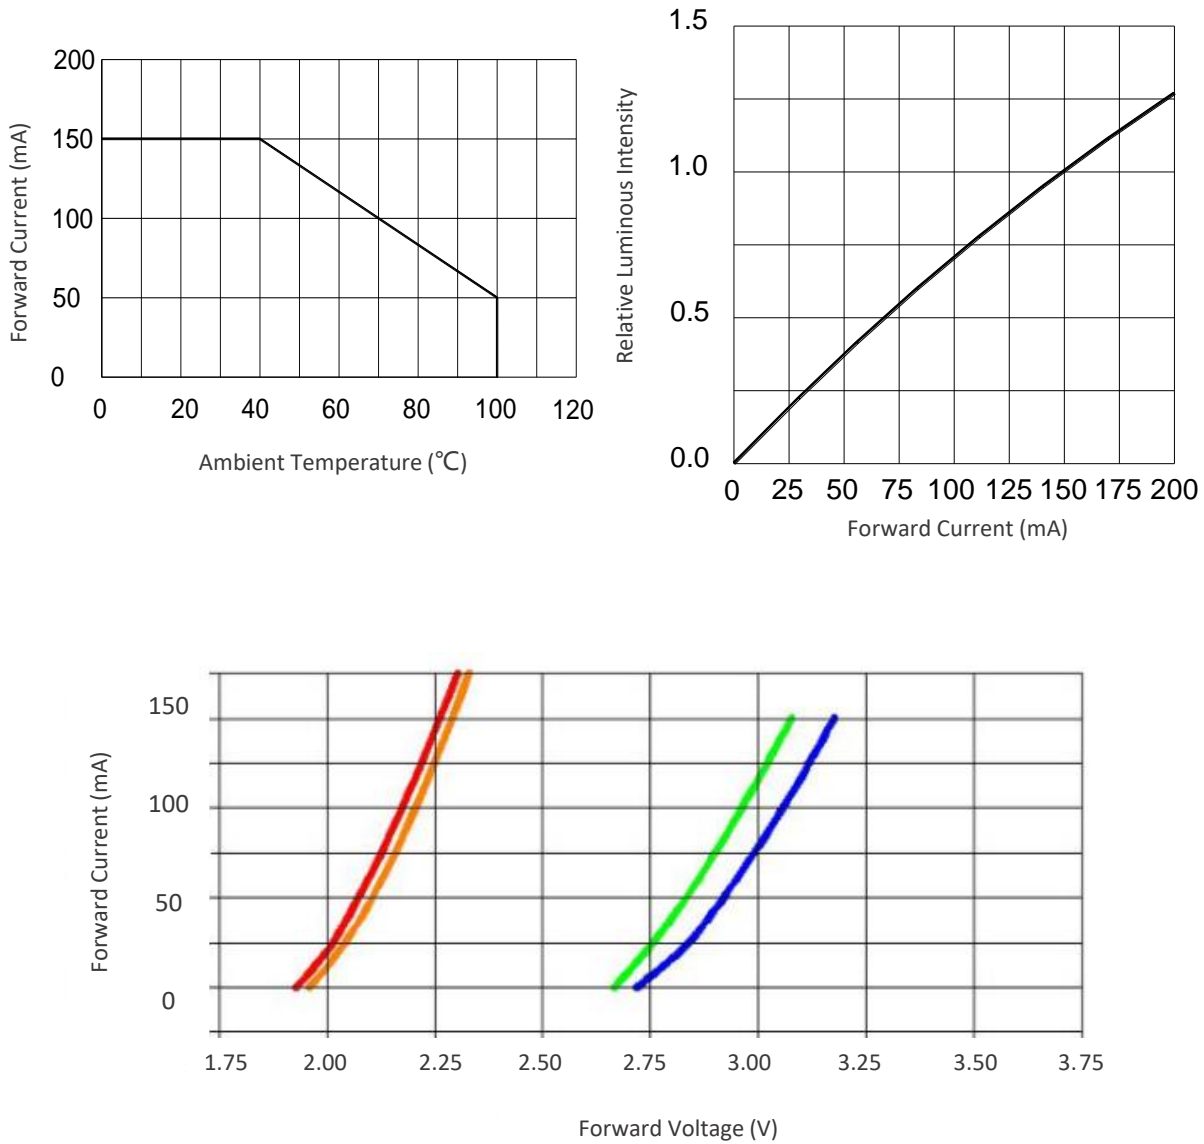 200
150
100
50
0
0 20 40 60 80 100 120
Forward Current (mA)
Ambient Temperature (℃)
1.5
1.0
0.5
0.0
0 25 50 75 100 125 150 175 200
Relative Luminous Intensity
Forward Current (mA)
150
100
50
0
1.75 2.00 2.25 2.50 2.75 3.00 3.25 3.50 3.75
Forward Current (mA)
Forward Voltage (V)